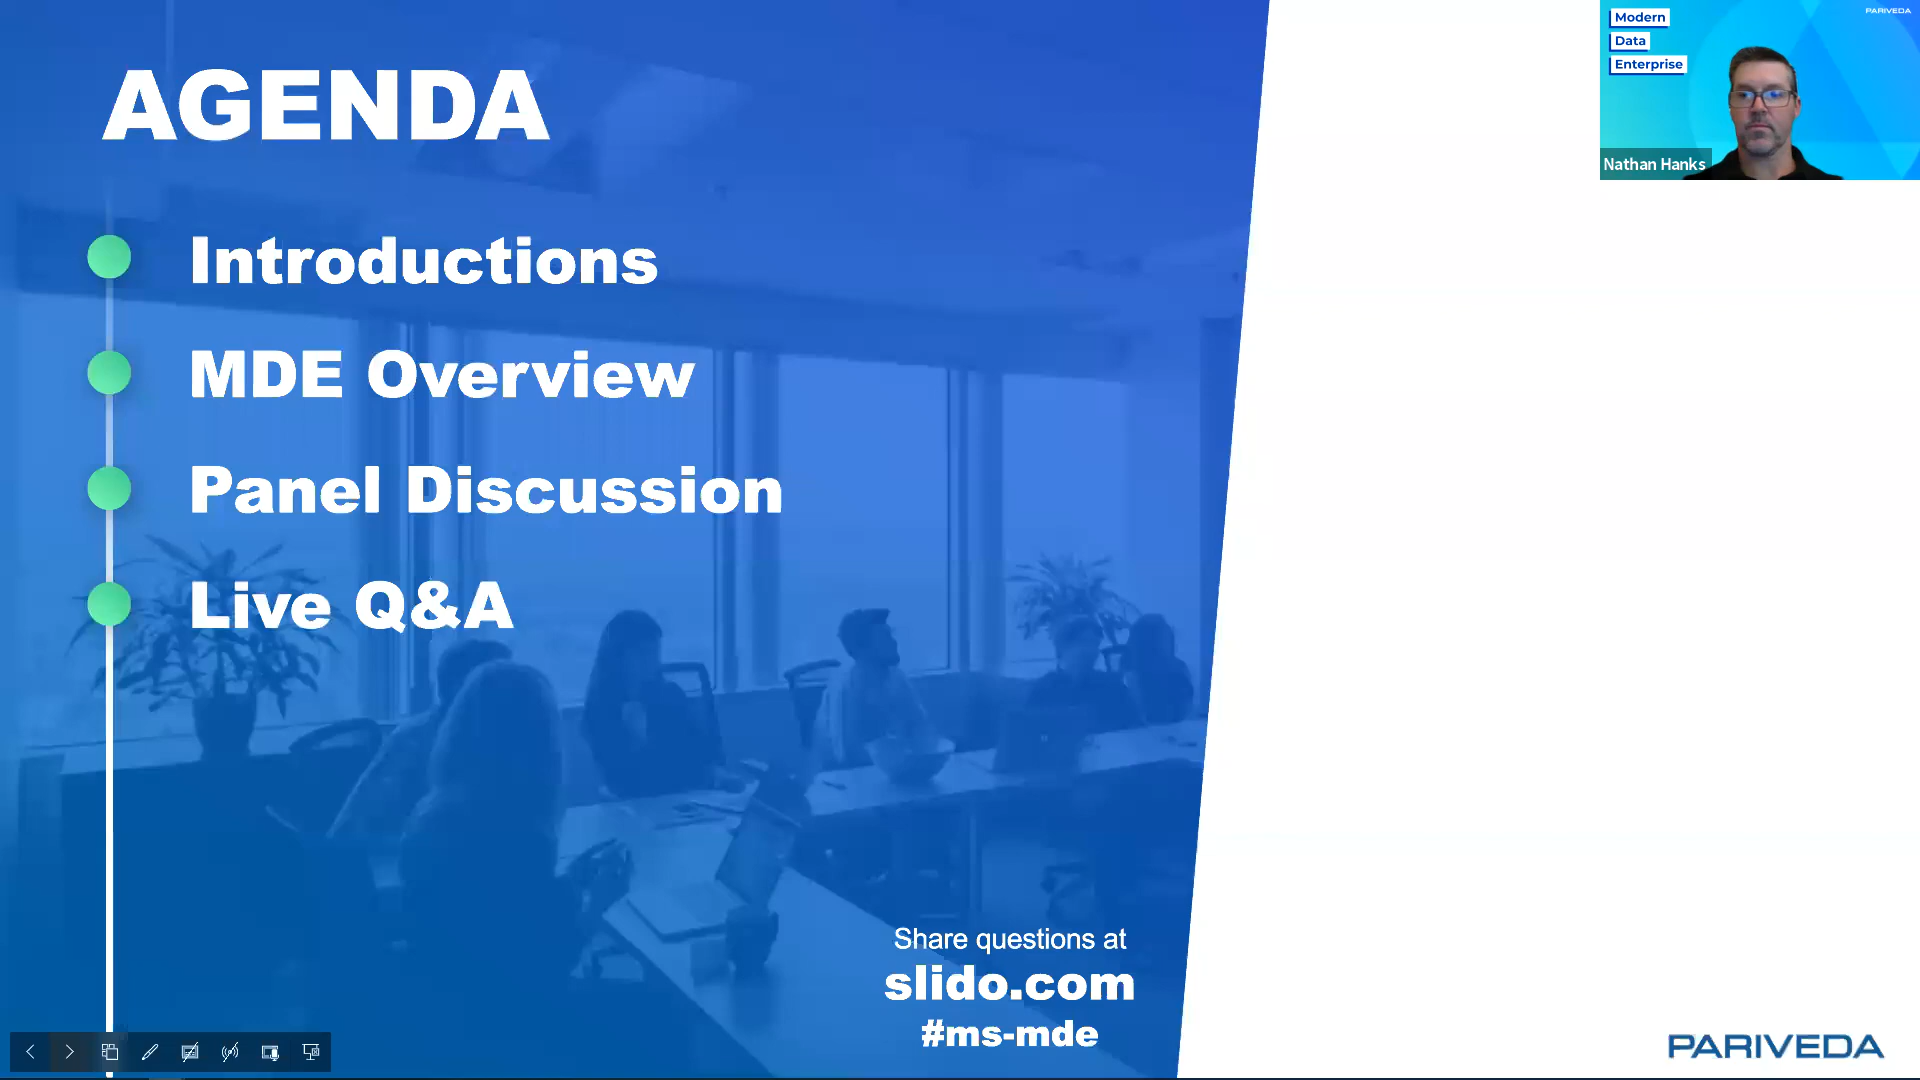 AGENDA
Introductions
MDE Overview
Panel Discussion
Live Q&A
Share questions at
slido.com
#ms-mde
PARIVEDA
Modern
Data
Enterprise
PARIVEDA
Nathan Hanks